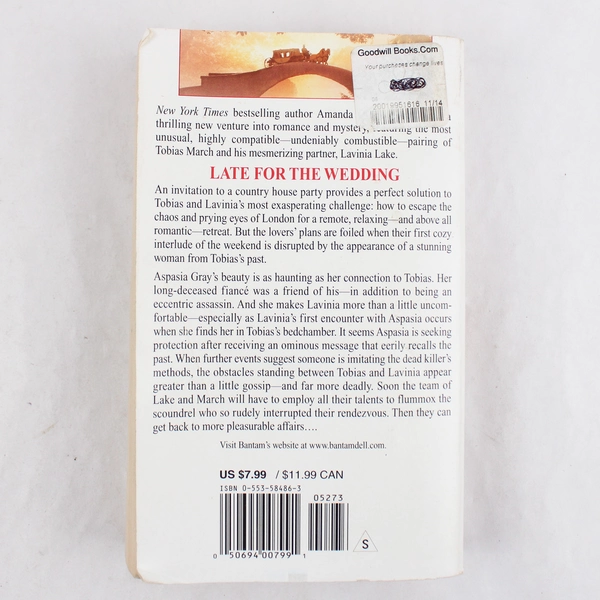 Goodwill Books.Com
Your purchases change lives
20019951616 11/14
New York Times bestselling author Amanda
thrilling new venture into romance and mystery, featuring the most
unusual, highly compatible—undeniably combustible—pairing of
Tobias March and his mesmerizing partner, Lavinia Lake.
LATE FOR THE WEDDING
An invitation to a country house party provides a perfect solution to
Tobias and Lavinia's most exasperating challenge: how to escape the
chaos and prying eyes of London for a remote, relaxing—and above all
romantic—retreat. But the lovers' plans are foiled when their first cozy
interlude of the weekend is disrupted by the appearance of a stunning
woman from Tobias's past.
Aspasia Gray's beauty is as haunting as her connection to Tobias. Her
long-deceased fiancé was a friend of his—in addition to being an
eccentric assassin. And she makes Lavinia more than a little uncom-
fortable—especially as Lavinia's first encounter with Aspasia occurs
when she finds her in Tobias's bedchamber. It seems Aspasia is seeking
protection after receiving an ominous message that eerily recalls the
past. When further events suggest someone is imitating the dead killer's
methods, the obstacles standing between Tobias and Lavinia appear
greater than a little gossip—and far more deadly. Soon the team of
Lake and March will have to employ all their talents to flummox the
scoundrel who so rudely interrupted their rendezvous. Then they can
get back to more pleasurable affairs....
Visit Bantam's website at www.bantamdell.com.
US $7.99 / $11.99 CAN
ISBN 0-553-58486-3
05273
0 50694 00799 1
S